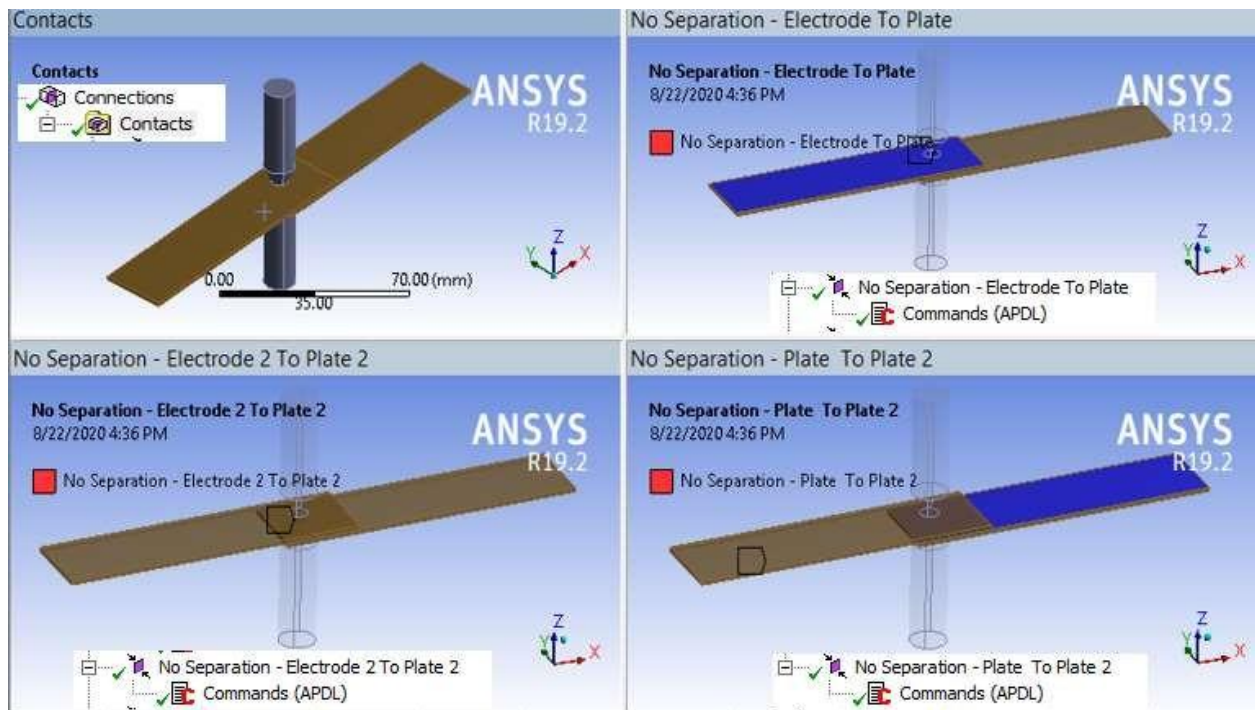 Contacts
Contacts
Connections
Contacts
ANSYS
R19.2
0.00
70.00 (mm)
35.00
Z
Y
X
No Separation - Electrode To Plate
No Separation - Electrode To Plate
8/22/2020 4:36 PM
No Separation - Electrode To Plate
ANSYS
R19.2
Z
Y
X
No Separation - Electrode To Plate
Commands (APDL)
No Separation - Electrode 2 To Plate 2
No Separation - Electrode 2 To Plate 2
8/22/2020 4:36 PM
No Separation - Electrode 2 To Plate 2
ANSYS
R19.2
Z
Y
X
No Separation - Electrode 2 To Plate 2
Commands (APDL)
No Separation - Plate  To Plate 2
No Separation - Plate  To Plate 2
8/22/2020 4:36 PM
No Separation - Plate  To Plate 2
ANSYS
R19.2
Z
Y
X
No Separation - Plate  To Plate 2
Commands (APDL)